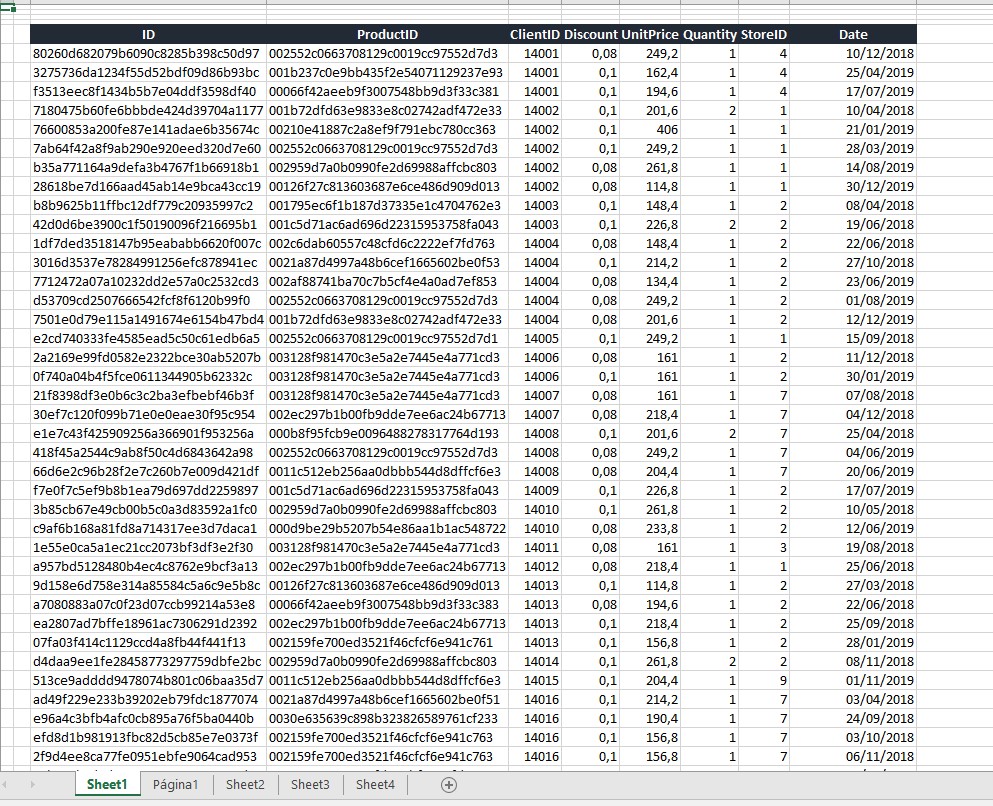 ID ProductID ClientID Discount UnitPrice Quantity StoreID Date
80260d682079b6090c8285b398c50d97 002552c0663708129c0019cc97552d7d3 14001 0,08 249,2 1 4 10/12/2018
3275736da1234f55d52bdf09d86b93bc 001b237c0e9bb435f2e54071129237e93 14001 0,1 162,4 1 4 25/04/2019
f3513eec8f1434b5b7e04ddf3598df40 00066f42aeeb9f3007548bb9d3f33c381 14001 0,1 194,6 1 4 17/07/2019
7180475b60fe6bbbde424d39704a1177 001b72dfd63e9833e8c02742adf472e33 14002 0,1 201,6 2 1 10/04/2018
76600853a200fe87e141adae6b35674c 00210e41887c2a8ef9f791ebc780cc363 14002 0,1 406 1 1 21/01/2019
7ab64f42a8f9ab290e920eed320d7e60 002552c0663708129c0019cc97552d7d3 14002 0,1 249,2 1 1 28/03/2019
b35a771164a9defa3b4767f1b66918b1 002959d7a0b0990fe2d69988affcbc803 14002 0,08 261,8 1 1 14/08/2019
28618be7d166aad45ab14e9bca43cc19 00126f27c813603687e6ce486d909d013 14002 0,08 114,8 1 1 30/12/2019
b8b9625b11ffbc12df779c20935997c2 001795ec6f1b187d37335e1c4704762e3 14003 0,1 148,4 1 2 08/04/2019
42d0d6be3900c1f50190096f216695b1 001c5d71ac6ad696d22315953758fa043 14003 0,1 226,8 2 2 19/06/2019
1df7ded3518147b95eababb6620f007c 002c6dab60557c48cfd6c2222ef7fd763 14004 0,08 148,4 1 2 22/06/2018
3016d3537e78284991256efc878941ec 0021a87d4997a48b6cef1665602be0f53 14004 0,1 214,2 1 2 27/10/2018
7712472a07a10232dd2e57a0c2532cd3 002af88741ba70c7b5cf4e4a0ad7ef853 14004 0,08 134,4 1 2 23/06/2019
d53709cd2507666542fcf8f6120b99f0 002552c0663708129c0019cc97552d7d3 14004 0,08 249,2 1 2 01/08/2019
7501e0d79e115a1491674e6154b47bd4 001b72dfd63e9833e8c02742adf472e33 14004 0,08 201,6 1 2 12/12/2019
e2cd740333fe4585ead5c50c61edb6a5 002552c0663708129c0019cc97552d7d1 14005 0,1 249,2 1 1 15/09/2018
2a2169e99fd0582e2322bce30ab5207b 003128f981470c3e5a2e7445e4a771cd3 14006 0,08 161 1 2 11/12/2018
0f740a04b4f5fce0611344905b62332c 003128f981470c3e5a2e7445e4a771cd3 14006 0,1 161 1 2 30/01/2019
21f8398df3e0b6c3c2ba3efbebf46b3f 003128f981470c3e5a2e7445e4a771cd3 14007 0,08 161 1 7 07/08/2018
30ef7c120f099b71e0e0eae30f95c954 002ec297b1b00fb9dde7ee6ac24b67713 14007 0,08 218,4 1 7 04/12/2018
e1e7c43f425909256a366901f953256a 000b8f95fcb9e0096488278317764d193 14008 0,1 201,6 2 7 25/04/2018
418f45a2544c9ab8f50c4d6843642a98 002552c0663708129c0019cc97552d7d3 14008 0,08 249,2 1 7 04/06/2019
66d6e2c96b28f2e7c260b7e009d421df 0011c512eb256aa0dbbb544d8dffcf6e3 14008 0,08 204,4 1 7 20/06/2019
f7e0f7c5ef9b8b1ea79d697dd2259897 001c5d71ac6ad696d22315953758fa043 14009 0,1 226,8 1 2 17/07/2019
3b85cb67e49cb00b5c0a3d83592a1fc0 002959d7a0b0990fe2d69988affcbc803 14010 0,1 261,8 1 2 10/05/2018
c9af6b168a81fd8a714317ee3d7daca1 000d9be29b5207b54e86aa1b1ac548722 14010 0,08 233,8 1 2 12/06/2019
1e55e0ca5a1ec21cc2073bf3df3e2f30 003128f981470c3e5a2e7445e4a771cd3 14011 0,08 161 1 3 19/08/2018
a957bd5128480b4ec4c8762e9bcf3a13 002ec297b1b00fb9dde7ee6ac24b67713 14012 0,08 218,4 1 1 25/06/2018
9d158e6d758e314a85584c5a6c9e5b8c 00126f27c813603687e6ce486d909d013 14013 0,1 114,8 1 2 27/03/2018
a7080883a07c0f23d07ccb99214a53e8 00066f42aeeb9f3007548bb9d3f33c383 14013 0,08 194,6 1 2 22/06/2018
ea2807ad7bffe18961ac7306291d2392 002ec297b1b00fb9dde7ee6ac24b67713 14013 0,1 218,4 1 2 25/09/2018
07fa03f414c1129ccd4a8fb44f441f13 002159fe700ed3521f46cfcf6e941c761 14013 0,1 156,8 1 2 28/01/2019
d4daa9ee1fe28458773297759dbfe2bc 002959d7a0b0990fe2d69988affcbc803 14014 0,1 261,8 2 2 08/11/2018
513ce9adddd9478074b801c06baa35d7 0011c512eb256aa0dbbb544d8dffcf6e3 14015 0,1 204,4 1 9 01/11/2019
ad49f229e233b39202eb79fdc1877074 0021a87d4997a48b6cef1665602be0f51 14016 0,1 214,2 1 7 03/04/2018
e96a4c3bfb4afc0cb895a76f5ba0440b 0030e635639c898b323826589761cf233 14016 0,1 190,4 1 7 24/09/2018
efd8d1b981913fbc82d5cb85e7e0373f 002159fe700ed3521f46cfcf6e941c763 14016 0,1 156,8 1 7 03/10/2018
2f9d4ee8ca77fe0951ebfe9064cad953 002159fe700ed3521f46cfcf6e941c763 14016 0,1 156,8 1 7 06/11/2018
Sheet1 Página1 Sheet2 Sheet3 Sheet4